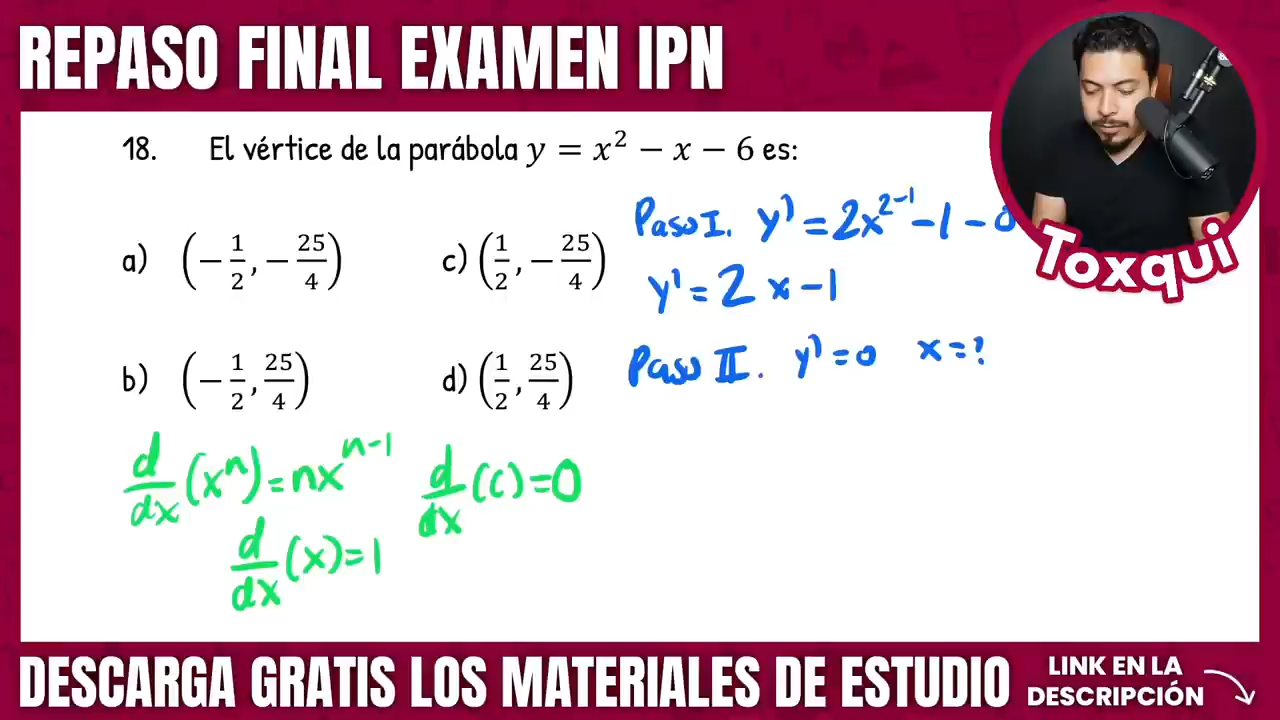 REPASO FINAL EXAMEN IPN
18. El vértice de la parábola y = x² − x − 6 es:
a) (−1/2, −25/4)
c) (1/2, −25/4)
b) (−1/2, 25/4)
d) (1/2, 25/4)
Paso I. y' = 2x^{2-1} − 1 − 0
y' = 2x − 1
Paso II. y' = 0 x = ?
d/dx (x^n) = nx^{n-1}
d/dx (c) = 0
d/dx (x) = 1
Toxqui
DESCARGA GRATIS LOS MATERIALES DE ESTUDIO
LINK EN LA
DESCRIPCIÓN